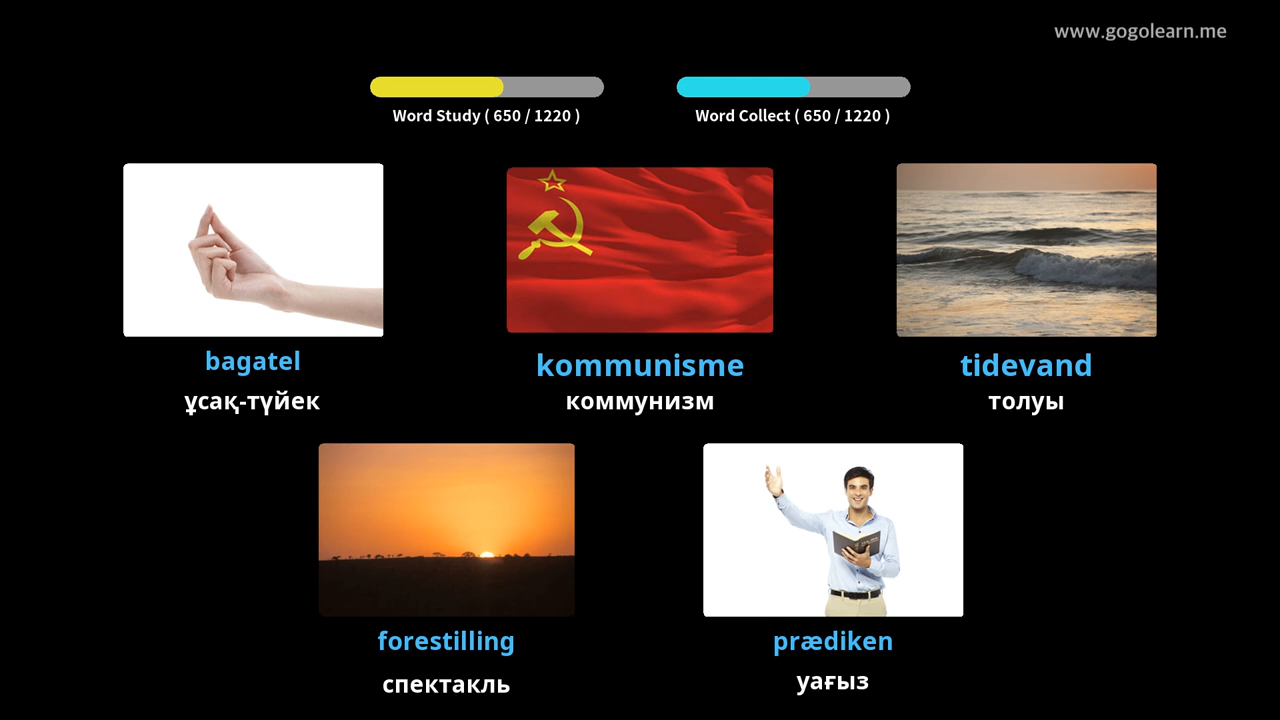 www.gogolearn.me
Word Study ( 650 / 1220 )
Word Collect ( 650 / 1220 )
bagatel
ұсақ-түйек
kommunisme
коммунизм
tidevand
толуы
forestilling
спектакль
prædiken
уағыз